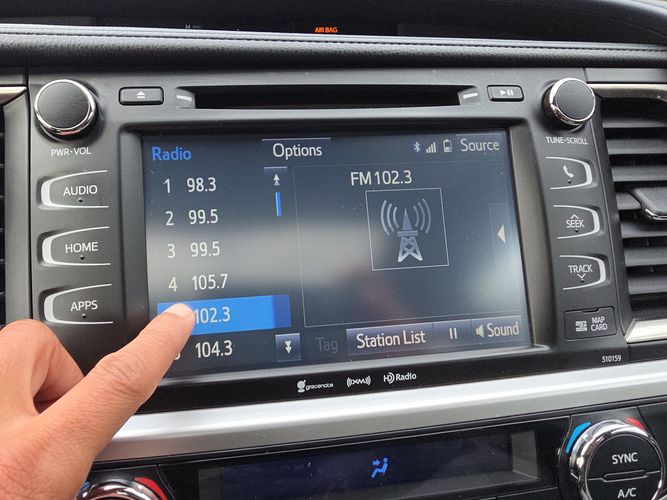 AIR BAG
PWR•VOL
TUNE•SCROLL
AUDIO
HOME
APPS
Radio
Options
Source
1 98.3
2 99.5
3 99.5
4 105.7
102.3
104.3
FM 102.3
Tag
Station List
Sound
SEEK
TRACK
MAP
CARD
510159
gracenote
((XM))
HD Radio
SYNC
A/C